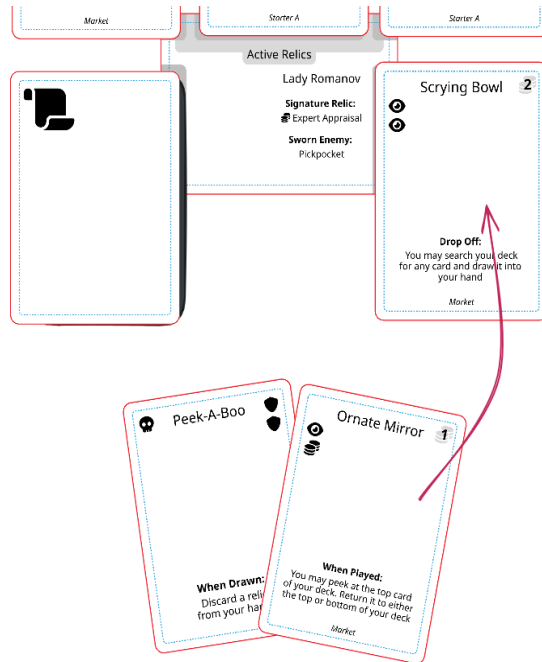 Market
Starter A
Starter A
Active Relics
Lady Romanov
Signature Relic:
Expert Appraisal
Sworn Enemy:
Pickpocket
Scrying Bowl
2
Drop Off:
You may search your deck
for any card and draw it into
your hand
Market
Peek-A-Boo
When Drawn:
Discard a
from your
Ornate Mirror
1
When Played:
You may peek at the top card
of your deck. Return it to either
the top or bottom of your deck
Market